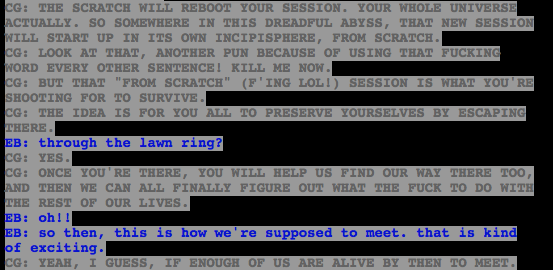 CG: THE SCRATCH WILL REBOOT YOUR SESSION. YOUR WHOLE UNIVERSE
ACTUALLY. SO SOMEWHERE IN THIS DREADFUL ABYSS, THAT NEW SESSION
WILL START UP IN ITS OWN INCIPISPHERE, FROM SCRATCH.
CG: LOOK AT THAT, ANOTHER PUN BECAUSE OF USING THAT FUCKING
WORD EVERY OTHER SENTENCE! KILL ME NOW.
CG: BUT THAT "FROM SCRATCH" (F'ING LOL!) SESSION IS WHAT YOU'RE
SHOOTING FOR TO SURVIVE.
CG: THE IDEA IS FOR YOU ALL TO PRESERVE YOURSELVES BY ESCAPING
THERE.
EB: through the lawn ring?
CG: YES.
CG: ONCE YOU'RE THERE, YOU WILL HELP US FIND OUR WAY THERE TOO,
AND THEN WE CAN ALL FINALLY FIGURE OUT WHAT THE FUCK TO DO WITH
THE REST OF OUR LIVES.
EB: oh!!
EB: so then, this is how we're supposed to meet. that is kind
of exciting.
CG: YEAH, I GUESS, IF ENOUGH OF US ARE ALIVE BY THEN TO MEET.